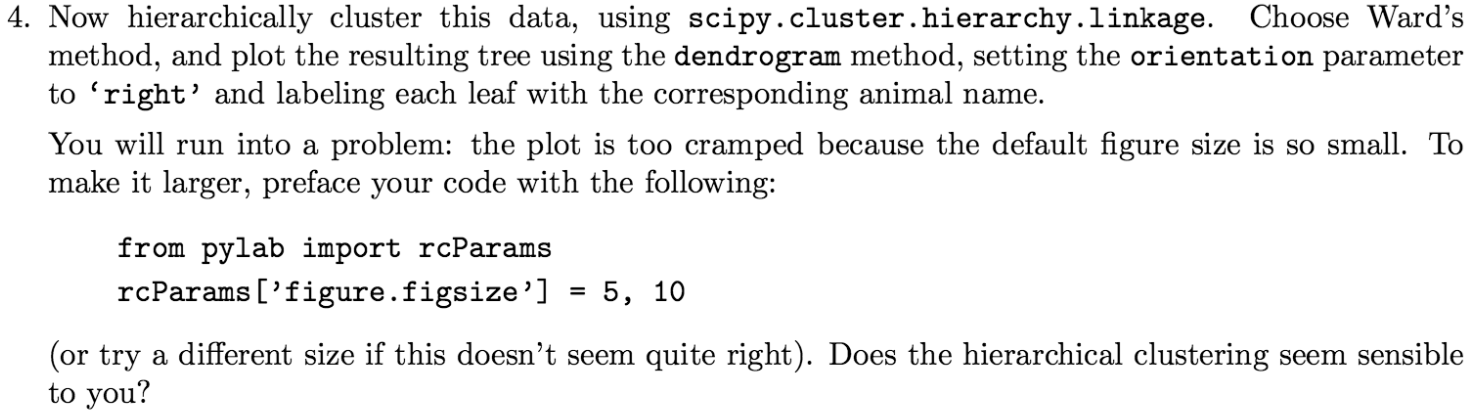 4. Now hierarchically cluster this data, using scipy.cluster.hierarchy.linkage. Choose Ward's
method, and plot the resulting tree using the dendrogram method, setting the orientation parameter
to ‘right’ and labeling each leaf with the corresponding animal name.
You will run into a problem: the plot is too cramped because the default figure size is so small. To
make it larger, preface your code with the following:
from pylab import rcParams
rcParams[’figure.figsize’] = 5, 10
(or try a different size if this doesn't seem quite right). Does the hierarchical clustering seem sensible
to you?